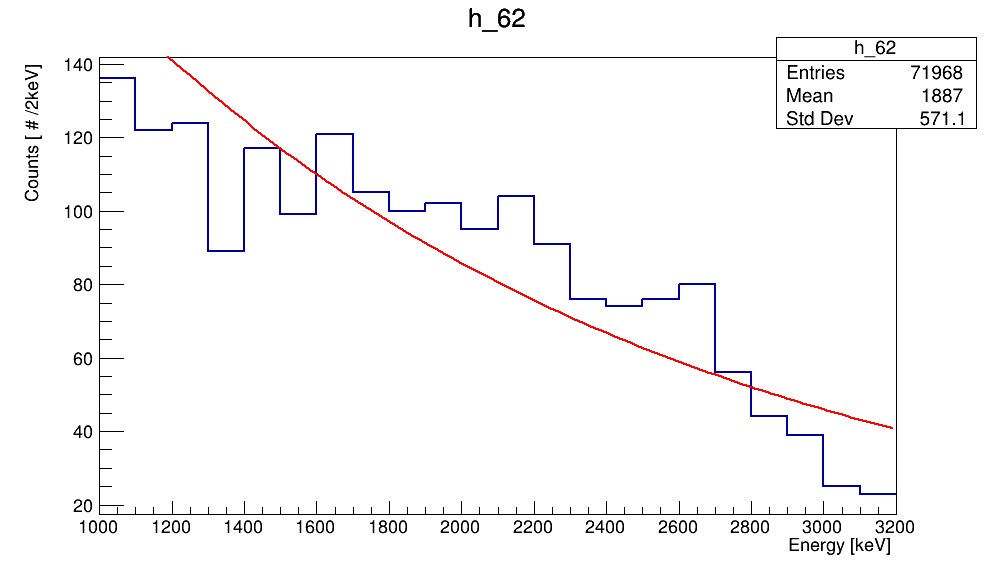 h_62
h_62
Entries 71968
Mean 1887
Std Dev 571.1
Counts [ # /2keV]
140
120
100
80
60
40
20
1000 1200 1400 1600 1800 2000 2200 2400 2600 2800 3000 3200
Energy [keV]